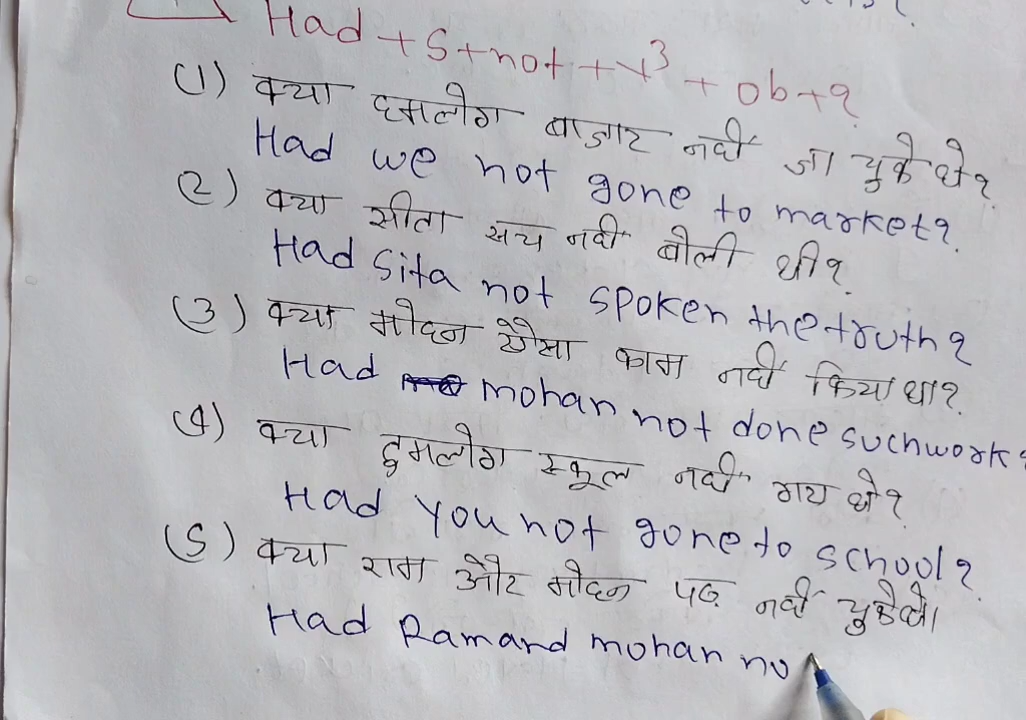 Had + S + not + V3 + ob + ?
(1) क्या हमलोग बाजार नहीं जा चुके थे?
Had we not gone to market?
(2) क्या सीता सच नहीं बोली थी?
Had Sita not spoken the truth?
(3) क्या मोहन ऐसा काम नहीं किया था?
Had mohan not done such work?
(4) क्या तुमलोग स्कूल नहीं गय थे?
Had you not gone to school?
(5) क्या राम और मोहन पढ़ नहीं चुके थे।
Had Ram and mohan no